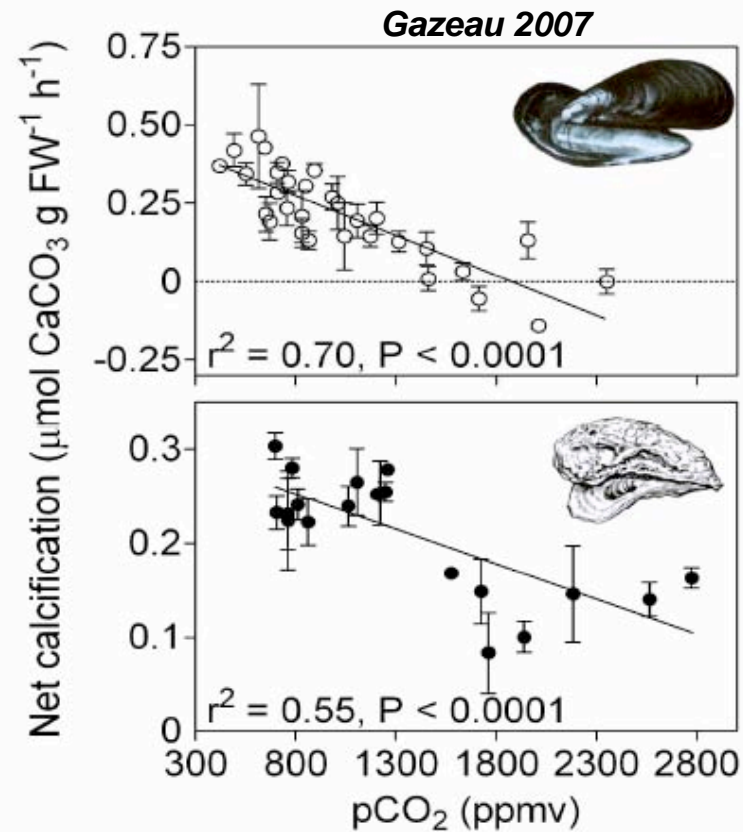 Gazeau 2007
Net calcification (μmol CaCO₃ g FW⁻¹ h⁻¹)
0.75
0.50
0.25
0
-0.25
r² = 0.70, P < 0.0001
0.3
0.2
0.1
0
r² = 0.55, P < 0.0001
300 800 1300 1800 2300 2800
pCO₂ (ppmv)